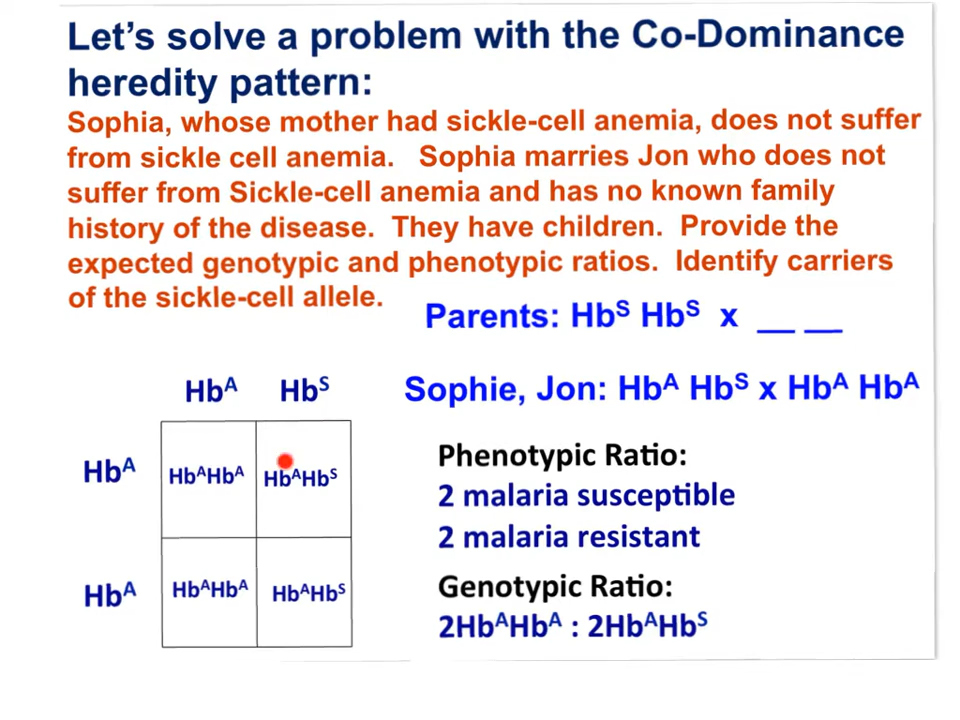 Let's solve a problem with the Co-Dominance
heredity pattern:
Sophia, whose mother had sickle-cell anemia, does not suffer
from sickle cell anemia. Sophia marries Jon who does not
suffer from Sickle-cell anemia and has no known family
history of the disease. They have children. Provide the
expected genotypic and phenotypic ratios. Identify carriers
of the sickle-cell allele.
Parents: Hbˢ Hbˢ x __ __
Sophie, Jon: Hbᴬ Hbˢ x Hbᴬ Hbᴬ
Hbᴬ Hbˢ
Hbᴬ HbᴬHbᴬ HbᴬHbˢ
Hbᴬ HbᴬHbᴬ HbᴬHbˢ
Phenotypic Ratio:
2 malaria susceptible
2 malaria resistant
Genotypic Ratio:
2HbᴬHbᴬ : 2HbᴬHbˢ